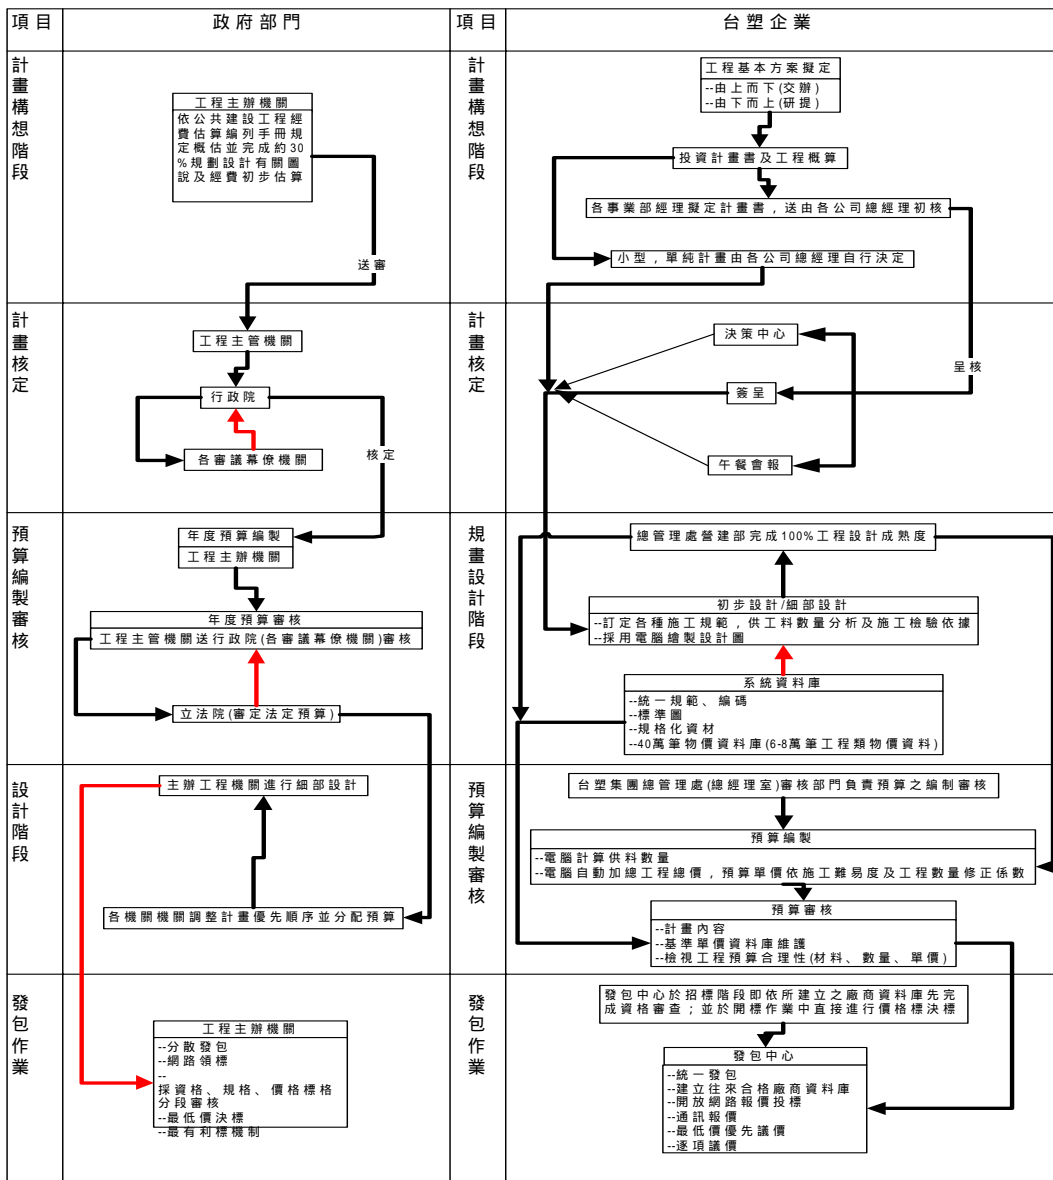 項目
政府部門
項目
台塑企業
計畫構想階段
工程主辦機關
依公共建設工程經
費估算編列手冊規
定概估並完成約30
%規劃設計有關圖
說及經費初步估算
送審
計畫構想階段
工程基本方案擬定
--由上而下(交辦)
--由下而上(研提)
投資計畫書及工程概算
各事業部經理擬定計畫書，送由各公司總經理初核
小型，單純計畫由各公司總經理自行決定
計畫核定
工程主管機關
行政院
各審議幕僚機關
核定
計畫核定
決策中心
簽呈
午餐會報
呈核
預算編製審核
年度預算編製
工程主辦機關
年度預算審核
工程主管機關送行政院(各審議幕僚機關)審核
立法院(審定法定預算)
規畫設計階段
總管理處營建部完成100%工程設計成熟度
初步設計/細部設計
--訂定各種施工規範，供工料數量分析及施工檢驗依據
--採用電腦繪製設計圖
系統資料庫
--統一規範、編碼
--標準圖
--規格化資材
--40萬筆物價資料庫(6-8萬筆工程類物價資料)
設計階段
主辦工程機關進行細部設計
各機關機關調整計畫優先順序並分配預算
預算編製審核
台塑集團總管理處(總經理室)審核部門負責預算之編制審核
預算編製
--電腦計算供料數量
--電腦自動加總工程總價，預算單價依施工難易度及工程數量修正係數
預算審核
--計畫內容
--基準單價資料庫維護
--檢視工程預算合理性(材料、數量、單價)
發包作業
工程主辦機關
--分散發包
--網路領標
--
採資格、規格、價格標格
分段審核
--最低價決標
--最有利標機制
發包作業
發包中心於招標階段即依所建立之廠商資料庫先完
成資格審查；並於開標作業中直接進行價格標決標
發包中心
--統一發包
--建立往來合格廠商資料庫
--開放網路報價投標
--通訊報價
--最低價優先議價
--逐項議價